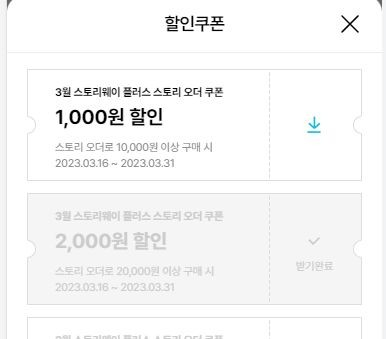 할인쿠폰
3월 스토리웨이 플러스 스토리 오더 쿠폰
1,000원 할인
스토리 오더로 10,000원 이상 구매 시
2023.03.16 ~ 2023.03.31
3월 스토리웨이 플러스 스토리 오더 쿠폰
2,000원 할인
스토리 오더로 20,000원 이상 구매 시
2023.03.16 ~ 2023.03.31
받기완료